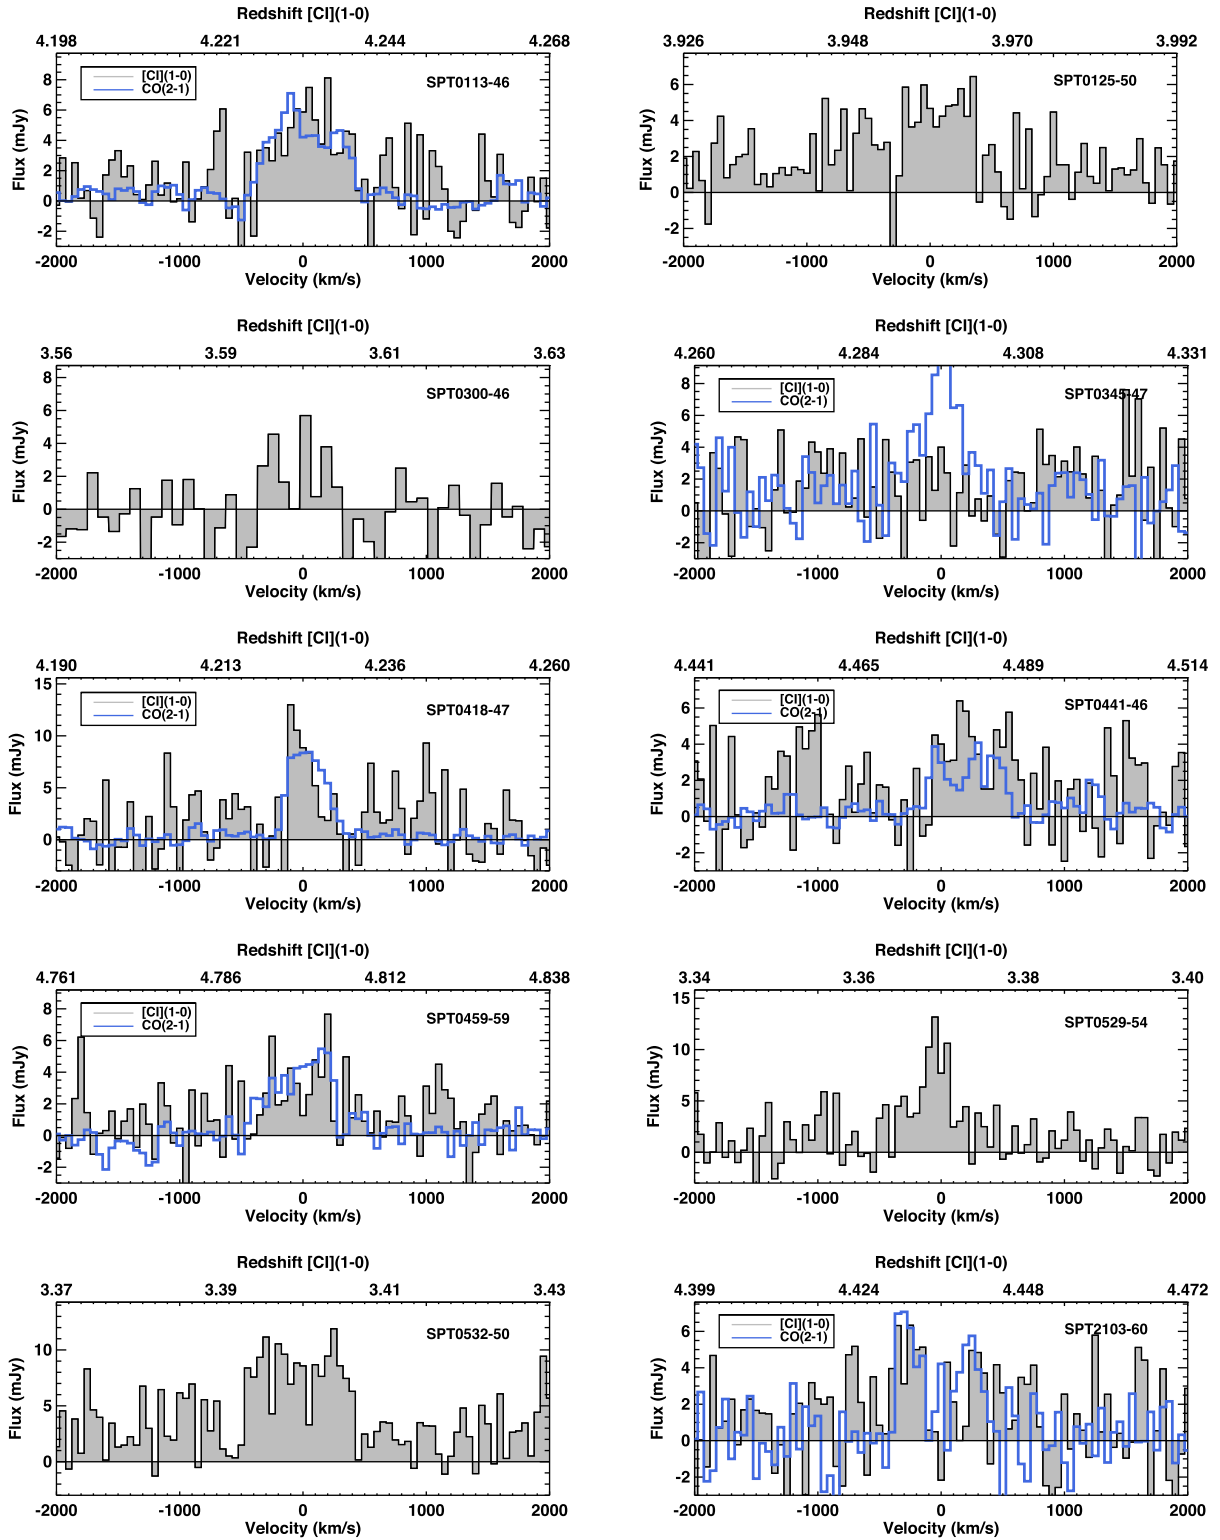 Redshift [CI](1-0)
4.198 4.221 4.244 4.268
[CI](1-0)
CO(2-1)
SPT0113-46
8
6
4
2
0
-2
Flux (mJy)
-2000 -1000 0 1000 2000
Velocity (km/s)
Redshift [CI](1-0)
3.926 3.948 3.970 3.992
SPT0125-50
6
4
2
0
-2
Flux (mJy)
-2000 -1000 0 1000 2000
Velocity (km/s)
Redshift [CI](1-0)
3.56 3.59 3.61 3.63
SPT0300-46
8
6
4
2
0
-2
Flux (mJy)
-2000 -1000 0 1000 2000
Velocity (km/s)
Redshift [CI](1-0)
4.260 4.284 4.308 4.331
[CI](1-0)
CO(2-1)
SPT0345-47
8
6
4
2
0
-2
Flux (mJy)
-2000 -1000 0 1000 2000
Velocity (km/s)
Redshift [CI](1-0)
4.190 4.213 4.236 4.260
[CI](1-0)
CO(2-1)
SPT0418-47
15
10
5
0
Flux (mJy)
-2000 -1000 0 1000 2000
Velocity (km/s)
Redshift [CI](1-0)
4.441 4.465 4.489 4.514
[CI](1-0)
CO(2-1)
SPT0441-46
6
4
2
0
-2
Flux (mJy)
-2000 -1000 0 1000 2000
Velocity (km/s)
Redshift [CI](1-0)
4.761 4.786 4.812 4.838
[CI](1-0)
CO(2-1)
SPT0459-59
8
6
4
2
0
-2
Flux (mJy)
-2000 -1000 0 1000 2000
Velocity (km/s)
Redshift [CI](1-0)
3.34 3.36 3.38 3.40
SPT0529-54
15
10
5
0
Flux (mJy)
-2000 -1000 0 1000 2000
Velocity (km/s)
Redshift [CI](1-0)
3.37 3.39 3.41 3.43
SPT0532-50
10
5
0
Flux (mJy)
-2000 -1000 0 1000 2000
Velocity (km/s)
Redshift [CI](1-0)
4.399 4.424 4.448 4.472
[CI](1-0)
CO(2-1)
SPT2103-60
6
4
2
0
-2
Flux (mJy)
-2000 -1000 0 1000 2000
Velocity (km/s)